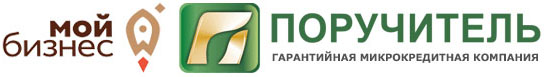 мой
бизнес
ПОРУЧИТЕЛЬ
ГАРАНТИЙНАЯ МИКРОКРЕДИТНАЯ КОМПАНИЯ